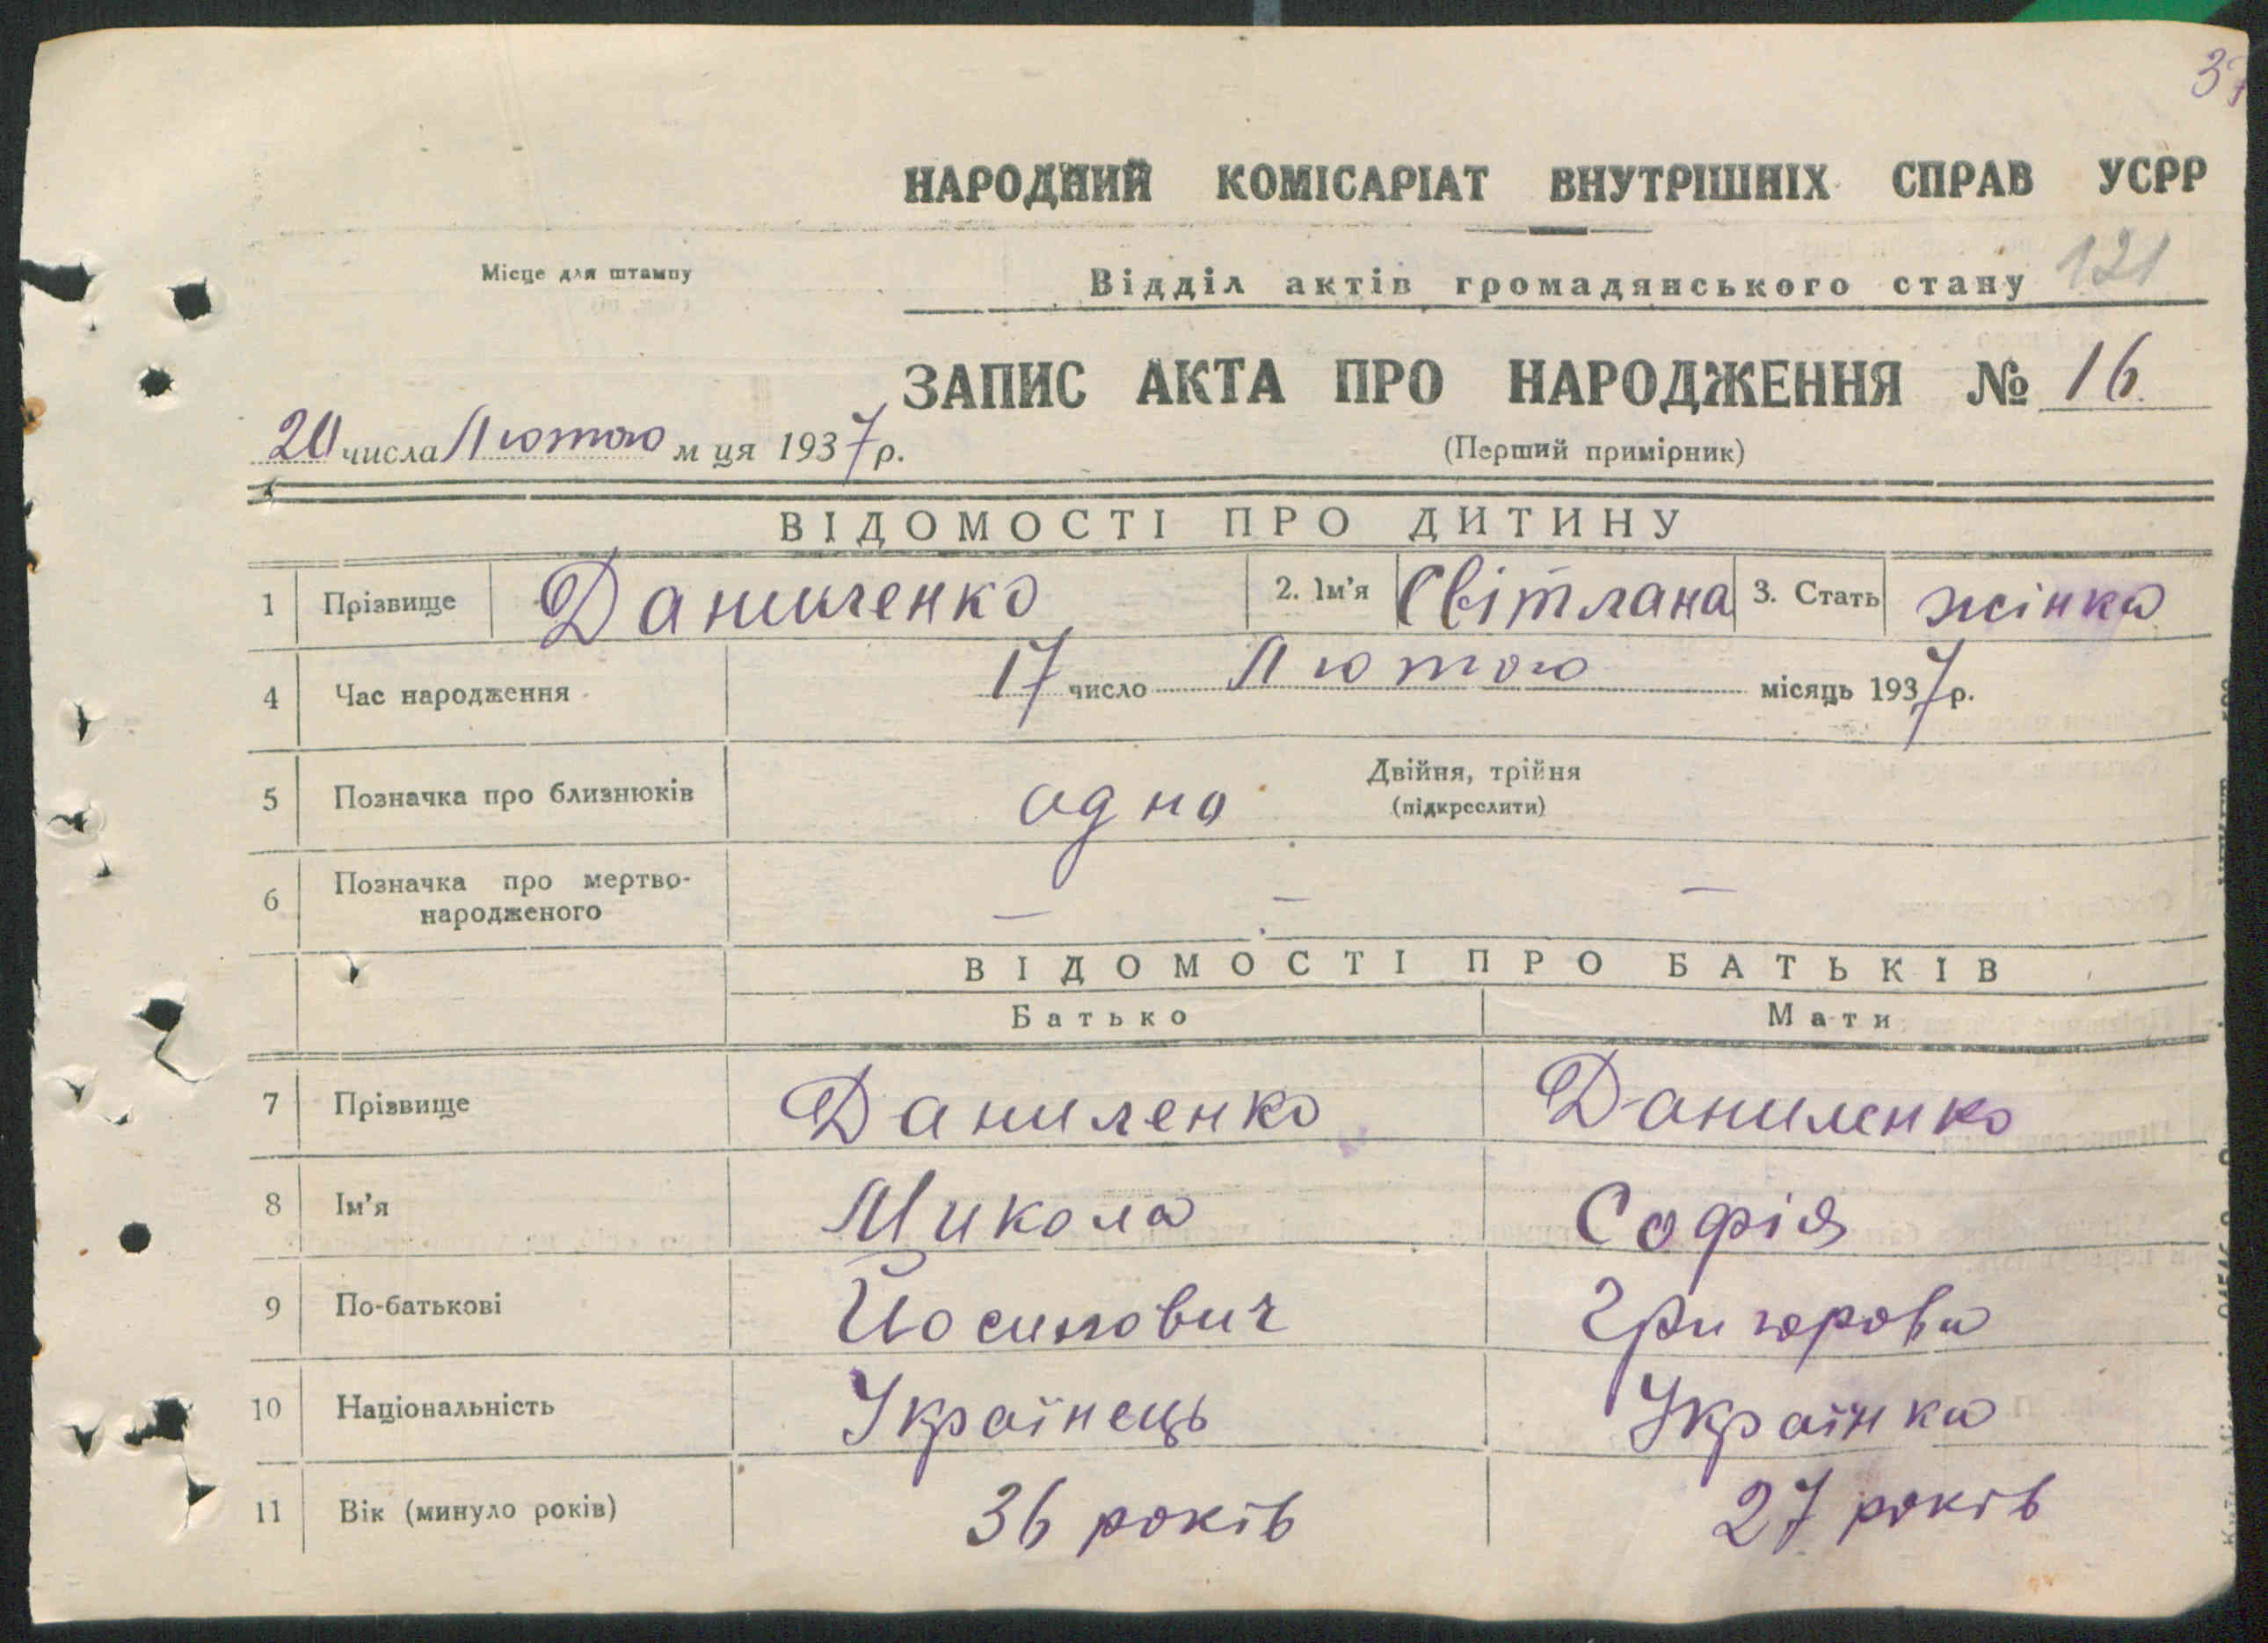 37
НАРОДНИЙ КОМІСАРІАТ ВНУТРІШНІХ СПРАВ УСРР
Місце для штампу
Відділ актів громадянського стану 121
ЗАПИС АКТА ПРО НАРОДЖЕННЯ № 16
20 числа Лютого м ця 1937 р.
(Перший примірник)
ВІДОМОСТІ ПРО ДИТИНУ
1 Прізвище Даниленко 2. Ім'я Світлана 3. Стать жінка
4 Час народження 17 число Лютого місяць 1937 р.
5 Позначка про близнюків одно Двійня, трійня
(підкреслити)
6 Позначка про мертво-
народженого — — —
ВІДОМОСТІ ПРО БАТЬКІВ
Батько Мати
7 Прізвище Даниленко Даниленко
8 Ім'я Микола Софія
9 По-батькові Йосипович Григорова
10 Національність Українець Українка
11 Вік (минуло років) 36 років 27 років